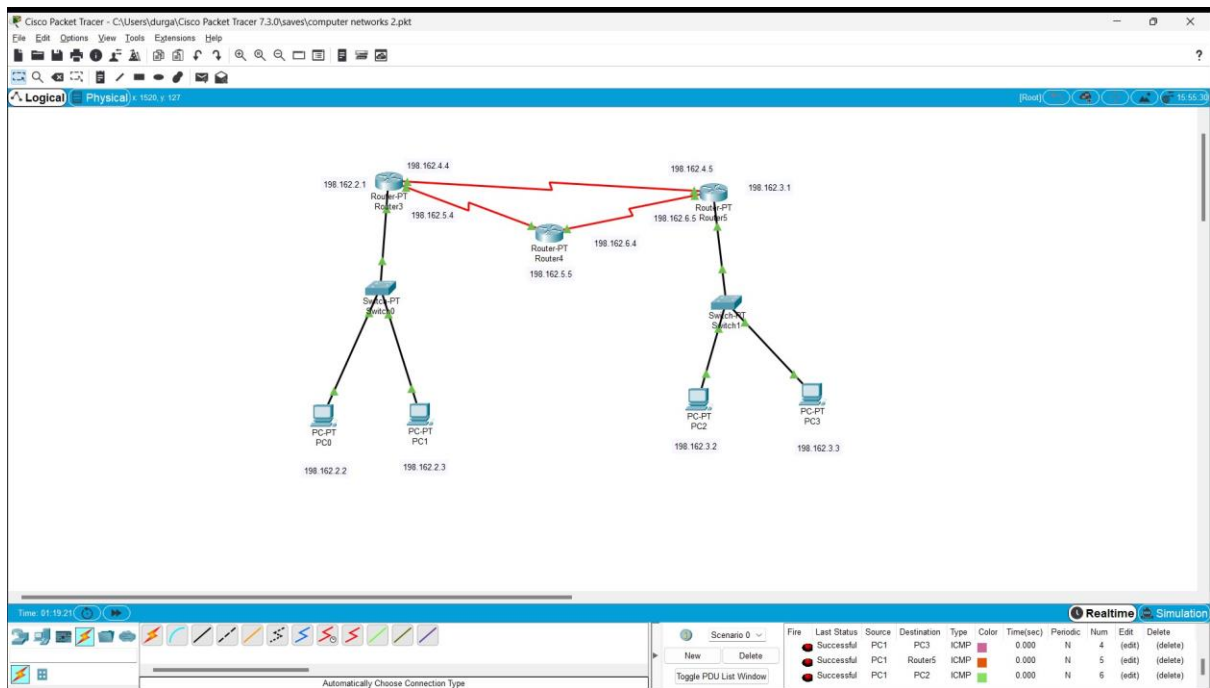 Cisco Packet Tracer - C:\Users\durga\Cisco Packet Tracer 7.3.0\saves\computer networks 2.pkt
File Edit Options View Tools Extensions Help
?
Logical Physical x: 1520, y: 127 [Root] 15:55:30
198.162.4.4
198.162.4.5
198.162.2.1
198.162.3.1
Router-PT
Router3
Router-PT
Router5
198.162.5.4
198.162.6.5
198.162.6.4
Router-PT
Router4
198.162.5.5
Switch-PT
Switch0
Switch-PT
Switch1
PC-PT
PC0
PC-PT
PC1
PC-PT
PC2
PC-PT
PC3
198.162.2.2
198.162.2.3
198.162.3.2
198.162.3.3
Time: 01:19:21 Realtime Simulation
Scenario 0
New Delete
Toggle PDU List Window
Fire Last Status Source Destination Type Color Time(sec) Periodic Num Edit Delete
Successful PC1 PC3 ICMP 0.000 N 4 (edit) (delete)
Successful PC1 Router5 ICMP 0.000 N 5 (edit) (delete)
Successful PC1 PC2 ICMP 0.000 N 6 (edit) (delete)
Automatically Choose Connection Type